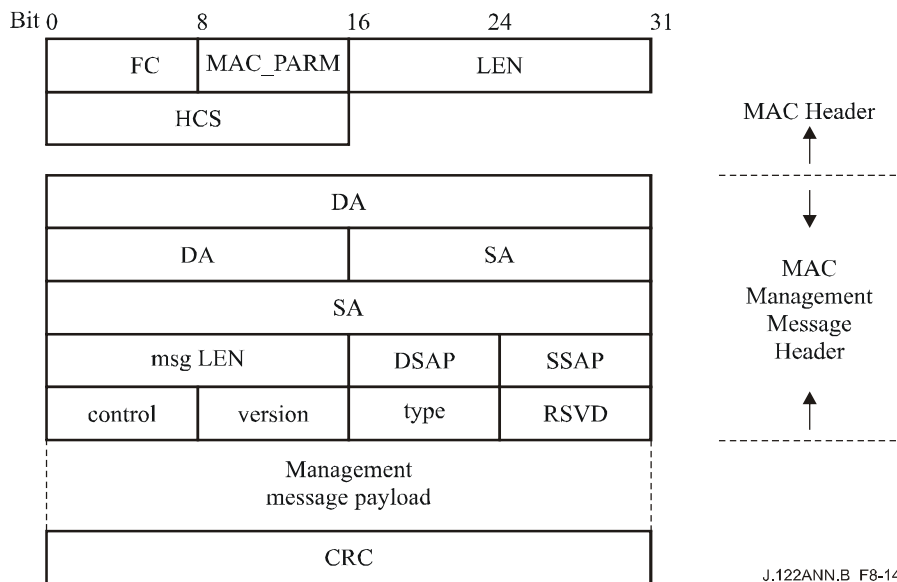 Bit 0 8 16 24 31
FC MAC_PARM LEN
HCS
MAC Header
DA
DA SA
SA
MAC
Management
Message
Header
msg LEN DSAP SSAP
control version type RSVD
Management
message payload
CRC
J.122ANN.B_F8-14